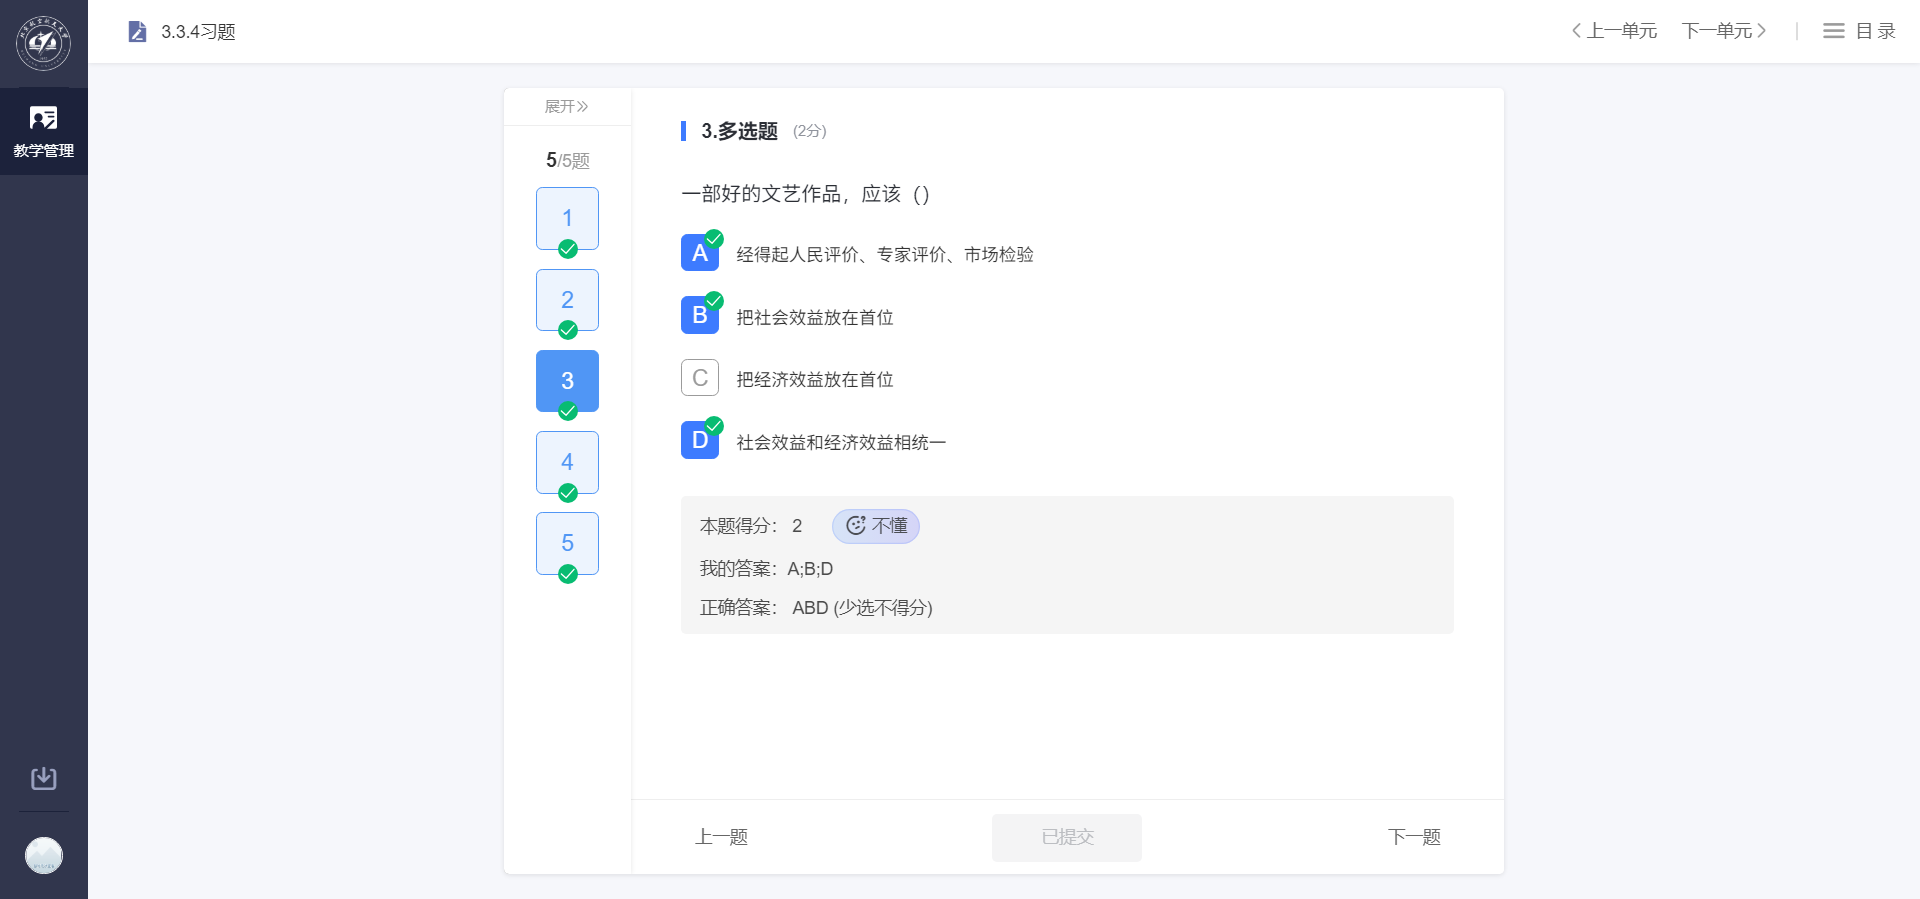 3.3.4习题
上一单元 下一单元 目录
教学管理
展开
5/5题
1
2
3
4
5
3.多选题 (2分)
一部好的文艺作品，应该（）
A 经得起人民评价、专家评价、市场检验
B 把社会效益放在首位
C 把经济效益放在首位
D 社会效益和经济效益相统一
本题得分： 2 不懂
我的答案：A;B;D
正确答案： ABD (少选不得分)
上一题 已提交 下一题